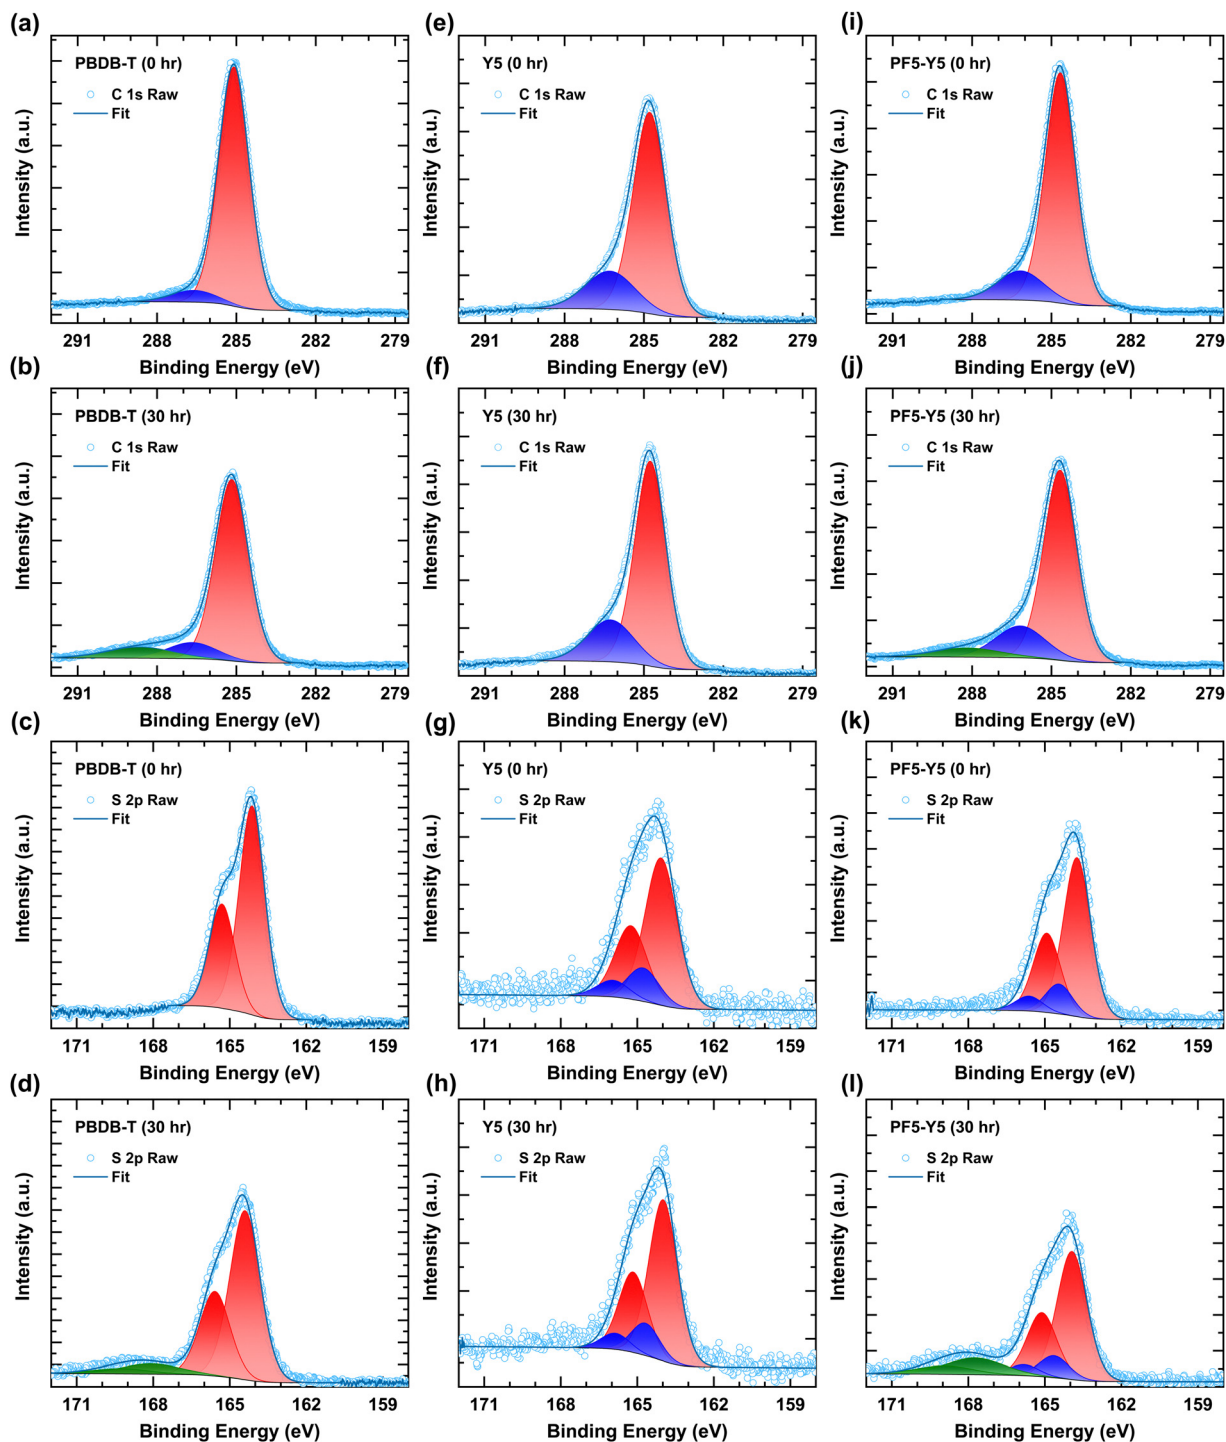 (a)
PBDB-T (0 hr)
C 1s Raw
Fit
Intensity (a.u.)
291 288 285 282 279
Binding Energy (eV)
(e)
Y5 (0 hr)
C 1s Raw
Fit
Intensity (a.u.)
291 288 285 282 279
Binding Energy (eV)
(i)
PF5-Y5 (0 hr)
C 1s Raw
Fit
Intensity (a.u.)
291 288 285 282 279
Binding Energy (eV)
(b)
PBDB-T (30 hr)
C 1s Raw
Fit
Intensity (a.u.)
291 288 285 282 279
Binding Energy (eV)
(f)
Y5 (30 hr)
C 1s Raw
Fit
Intensity (a.u.)
291 288 285 282 279
Binding Energy (eV)
(j)
PF5-Y5 (30 hr)
C 1s Raw
Fit
Intensity (a.u.)
291 288 285 282 279
Binding Energy (eV)
(c)
PBDB-T (0 hr)
S 2p Raw
Fit
Intensity (a.u.)
171 168 165 162 159
Binding Energy (eV)
(g)
Y5 (0 hr)
S 2p Raw
Fit
Intensity (a.u.)
171 168 165 162 159
Binding Energy (eV)
(k)
PF5-Y5 (0 hr)
S 2p Raw
Fit
Intensity (a.u.)
171 168 165 162 159
Binding Energy (eV)
(d)
PBDB-T (30 hr)
S 2p Raw
Fit
Intensity (a.u.)
171 168 165 162 159
Binding Energy (eV)
(h)
Y5 (30 hr)
S 2p Raw
Fit
Intensity (a.u.)
171 168 165 162 159
Binding Energy (eV)
(l)
PF5-Y5 (30 hr)
S 2p Raw
Fit
Intensity (a.u.)
171 168 165 162 159
Binding Energy (eV)